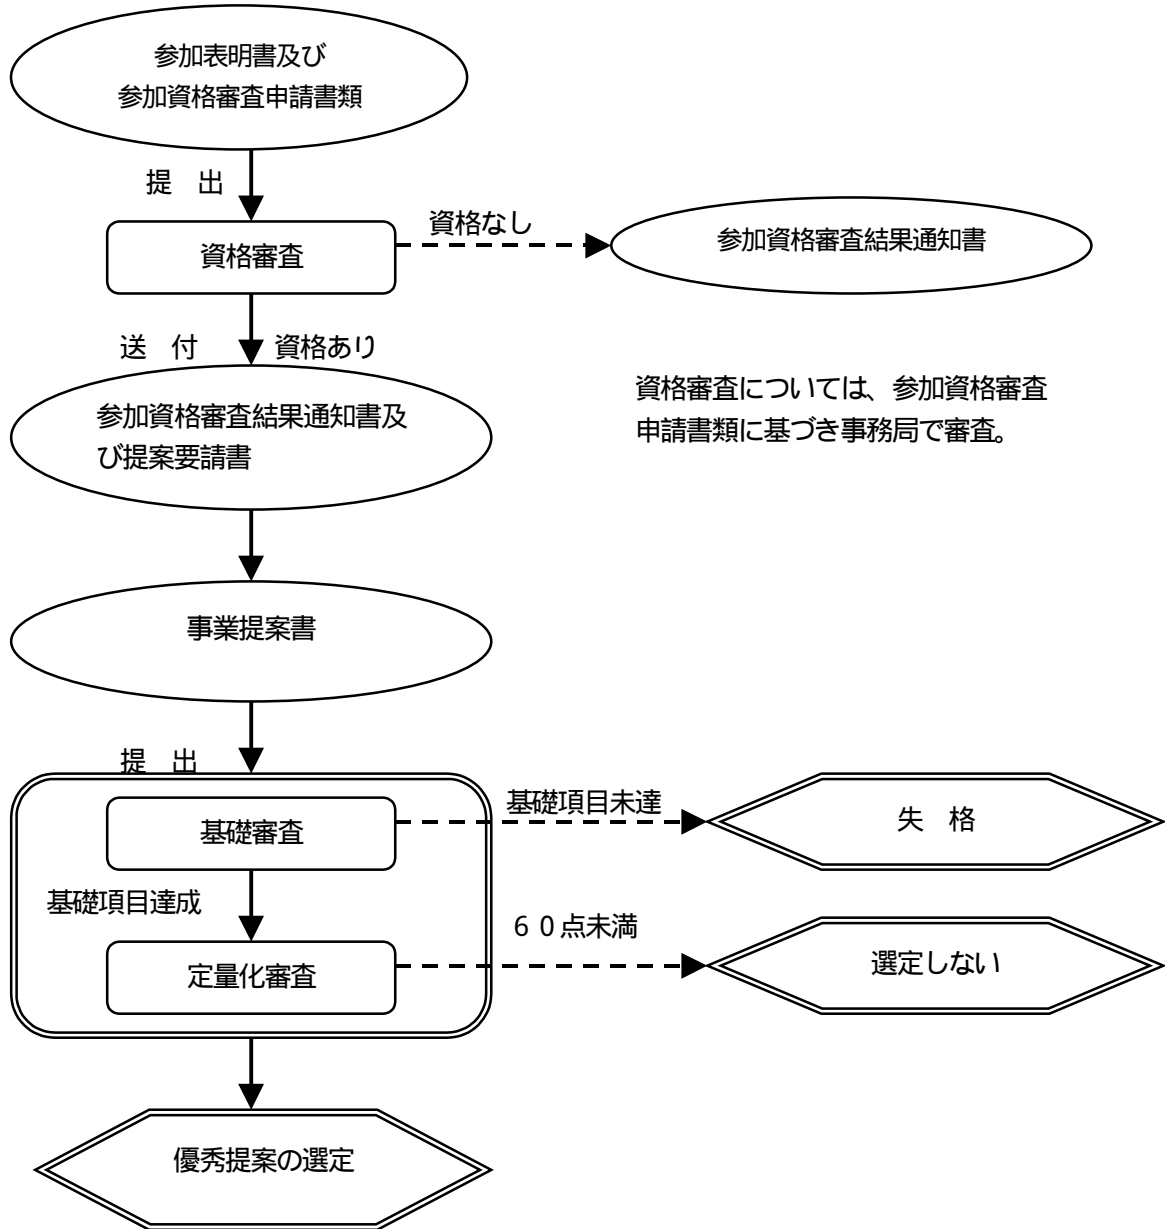 参加表明書及び
参加資格審査申請書類
提　出
資格審査
資格なし
参加資格審査結果通知書
送　付
資格あり
参加資格審査結果通知書及
び提案要請書
資格審査については、参加資格審査
申請書類に基づき事務局で審査。
事業提案書
提　出
基礎審査
基礎項目未達
失　格
基礎項目達成
定量化審査
６０点未満
選定しない
優秀提案の選定